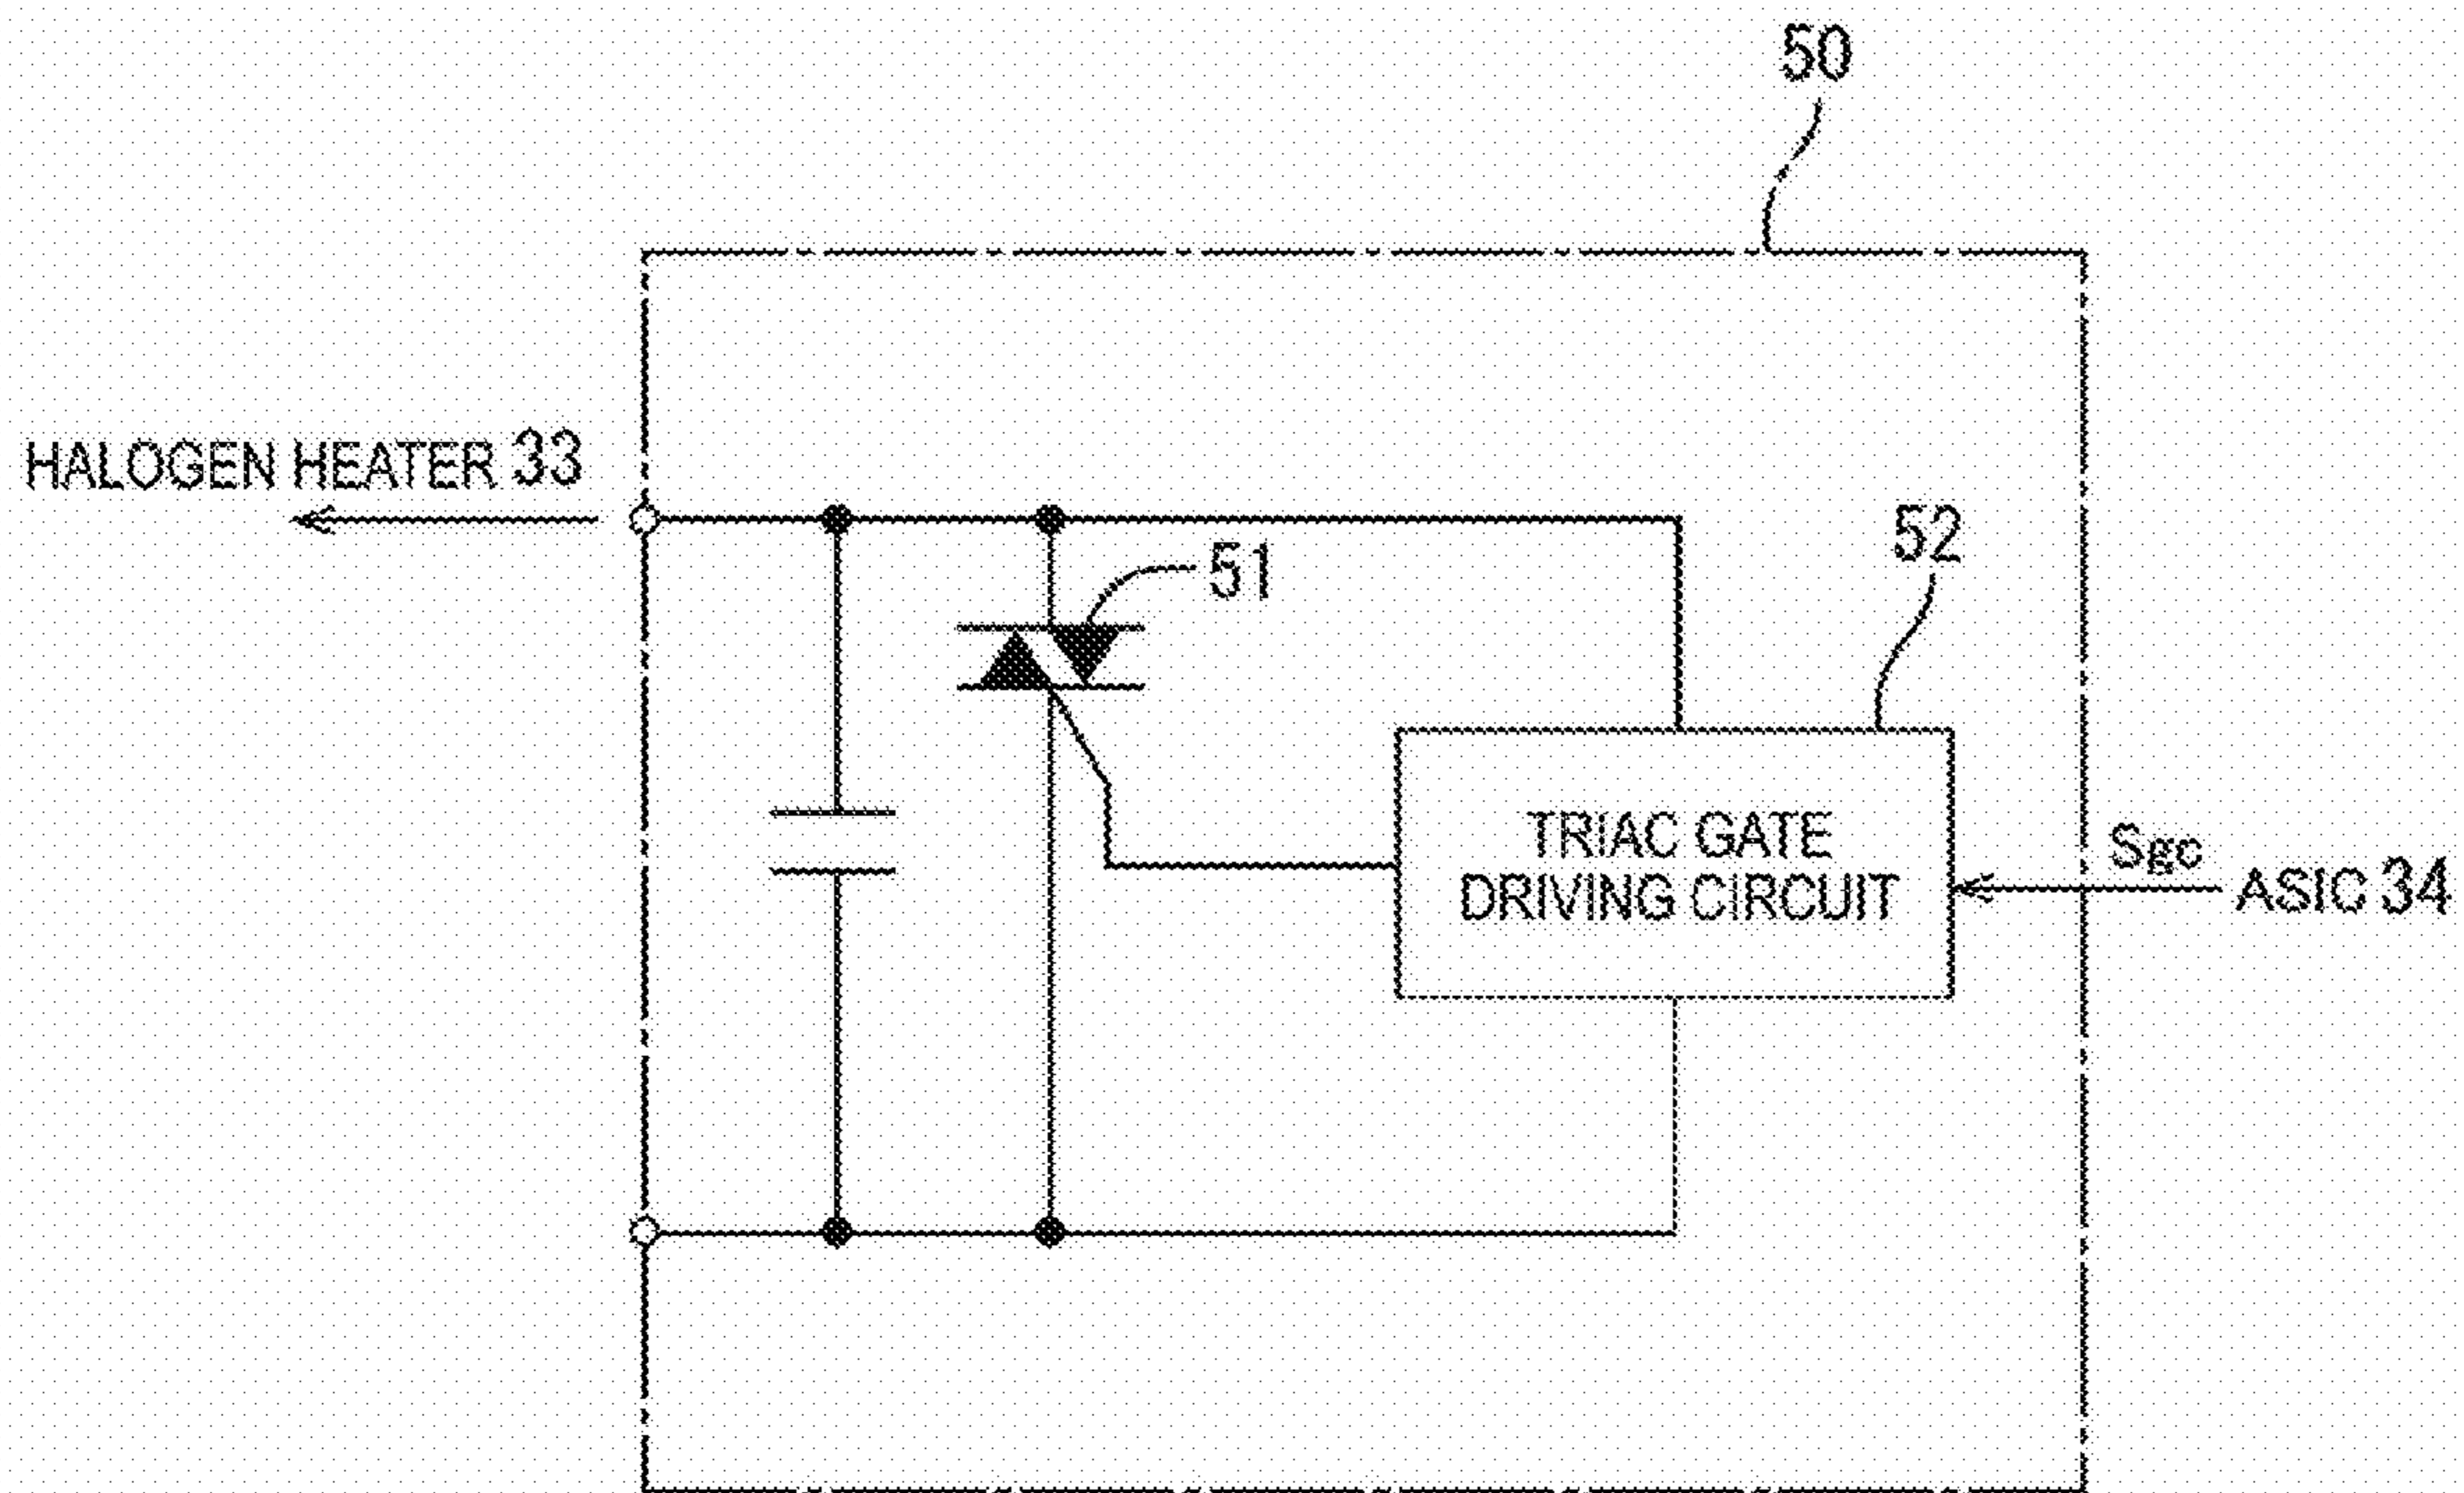 50
HALOGEN HEATER 33
51
52
TRIAC GATE
DRIVING CIRCUIT
Sgc
ASIC 34